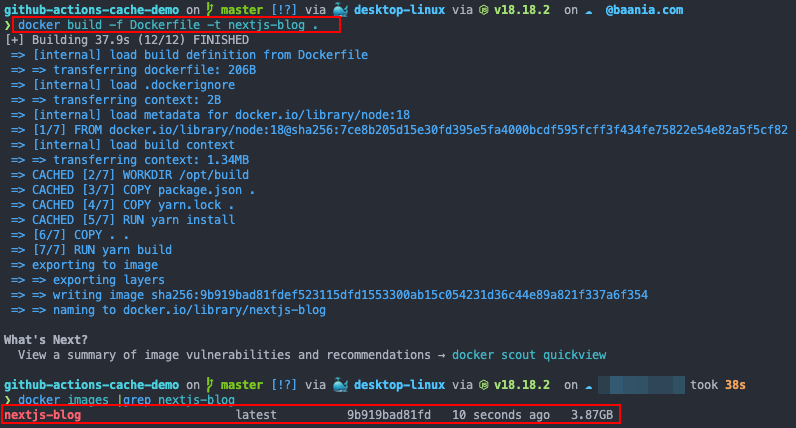 github-actions-cache-demo on master [!?] via desktop-linux via v18.18.2 on @baania.com
❯ docker build -f Dockerfile -t nextjs-blog .
[+] Building 37.9s (12/12) FINISHED
=> [internal] load build definition from Dockerfile
=> => transferring dockerfile: 206B
=> [internal] load .dockerignore
=> => transferring context: 2B
=> [internal] load metadata for docker.io/library/node:18
=> [1/7] FROM docker.io/library/node:18@sha256:7ce8b205d15e30fd395e5fa4000bcdf595fcff3f434fe75822e54e82a5f5cf82
=> [internal] load build context
=> => transferring context: 1.34MB
=> CACHED [2/7] WORKDIR /opt/build
=> CACHED [3/7] COPY package.json .
=> CACHED [4/7] COPY yarn.lock .
=> CACHED [5/7] RUN yarn install
=> [6/7] COPY . .
=> [7/7] RUN yarn build
=> exporting to image
=> => exporting layers
=> => writing image sha256:9b919bad81fdef523115dfd1553300ab15c054231d36c44e89a821f337a6f354
=> => naming to docker.io/library/nextjs-blog
What's Next?
View a summary of image vulnerabilities and recommendations → docker scout quickview
github-actions-cache-demo on master [!?] via desktop-linux via v18.18.2 on took 38s
❯ docker images |grep nextjs-blog
nextjs-blog latest 9b919bad81fd 10 seconds ago 3.87GB